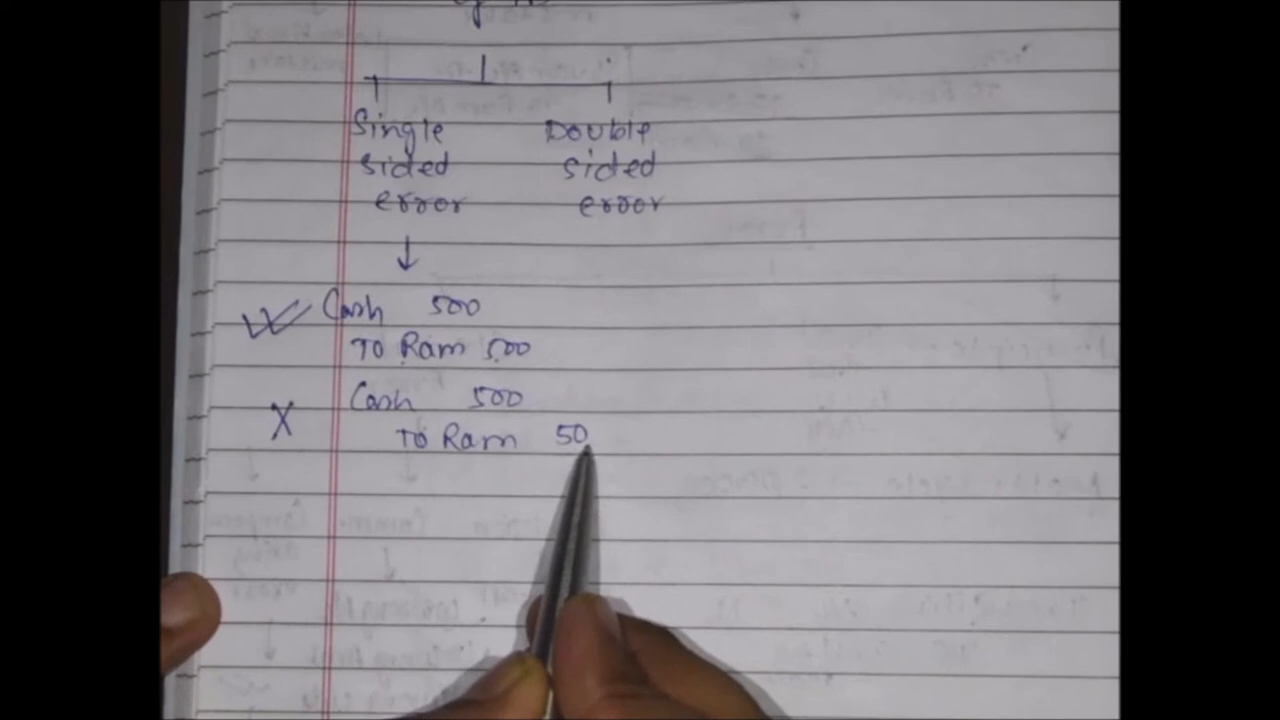 Single Double
sided sided
error error
Cash 500
To Ram 500
Cash 500
To Ram 50